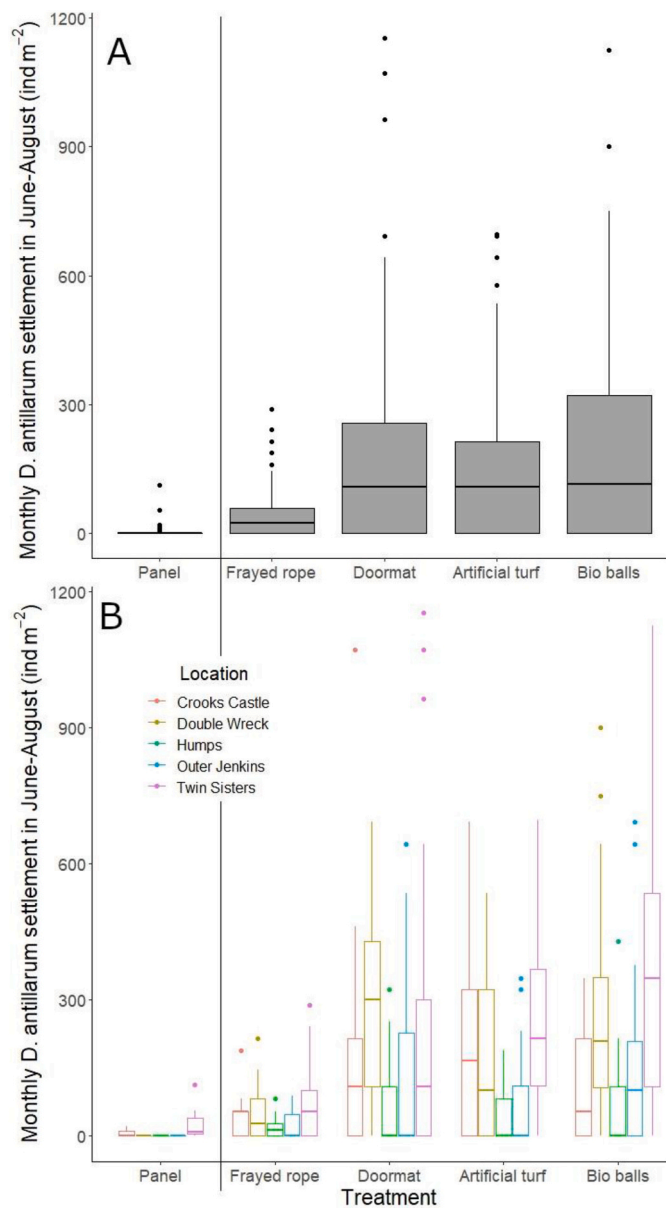 A
Monthly D. antillarum settlement in June-August (ind m⁻²)
1200
900
600
300
0
Panel
Frayed rope
Doormat
Artificial turf
Bio balls
B
Monthly D. antillarum settlement in June-August (ind m⁻²)
1200
900
600
300
0
Location
Crooks Castle
Double Wreck
Humps
Outer Jenkins
Twin Sisters
Panel
Frayed rope
Doormat
Artificial turf
Bio balls
Treatment